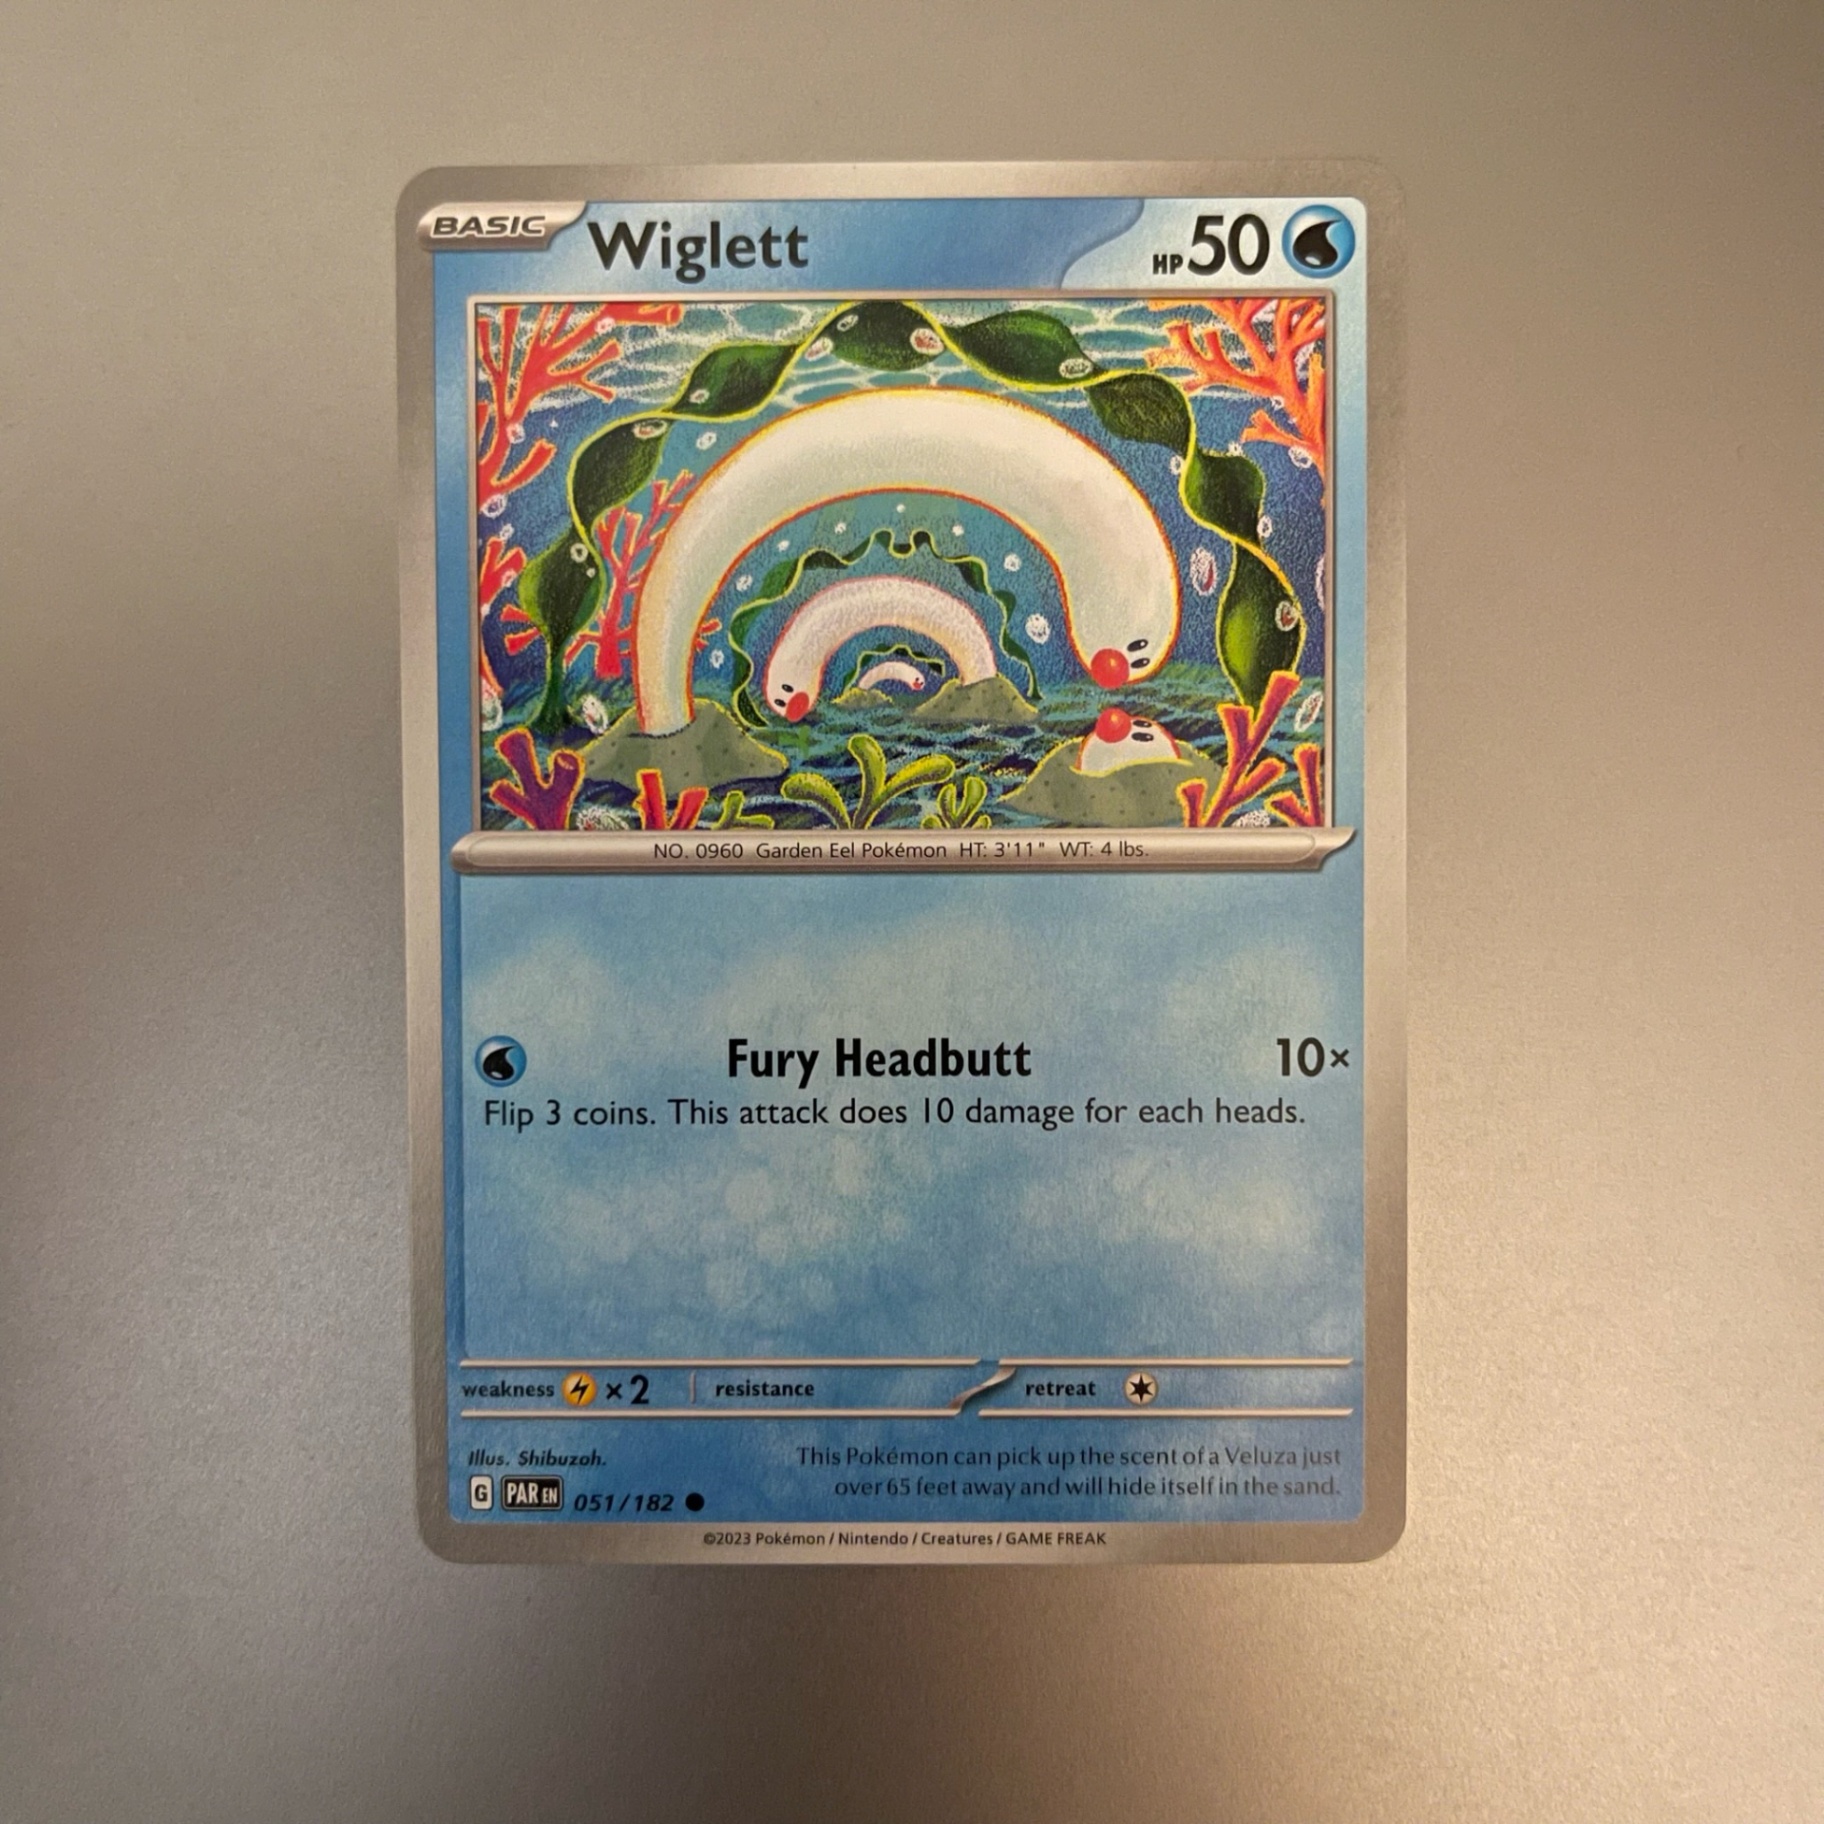 BASIC Wiglett HP 50
NO. 0960 Garden Eel Pokémon HT: 3'11" WT: 4 lbs.
Fury Headbutt 10×
Flip 3 coins. This attack does 10 damage for each heads.
weakness ×2 resistance retreat
Illus. Shibuzoh.
This Pokémon can pick up the scent of a Veluza just
over 65 feet away and will hide itself in the sand.
G PAR EN 051/182
©2023 Pokémon / Nintendo / Creatures / GAME FREAK